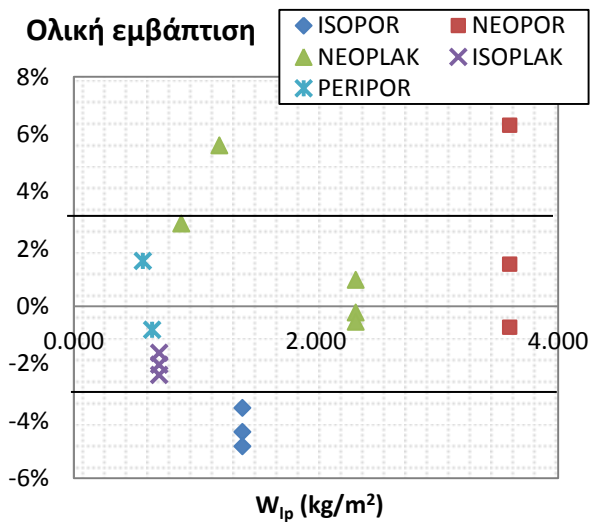 Ολική εμβάπτιση
ISOPOR NEOPOR
NEOPLAK ISOPLAK
PERIPOR
8%
6%
4%
2%
0%
0.000 2.000 4.000
-2%
-4%
-6%
Wlp (kg/m²)